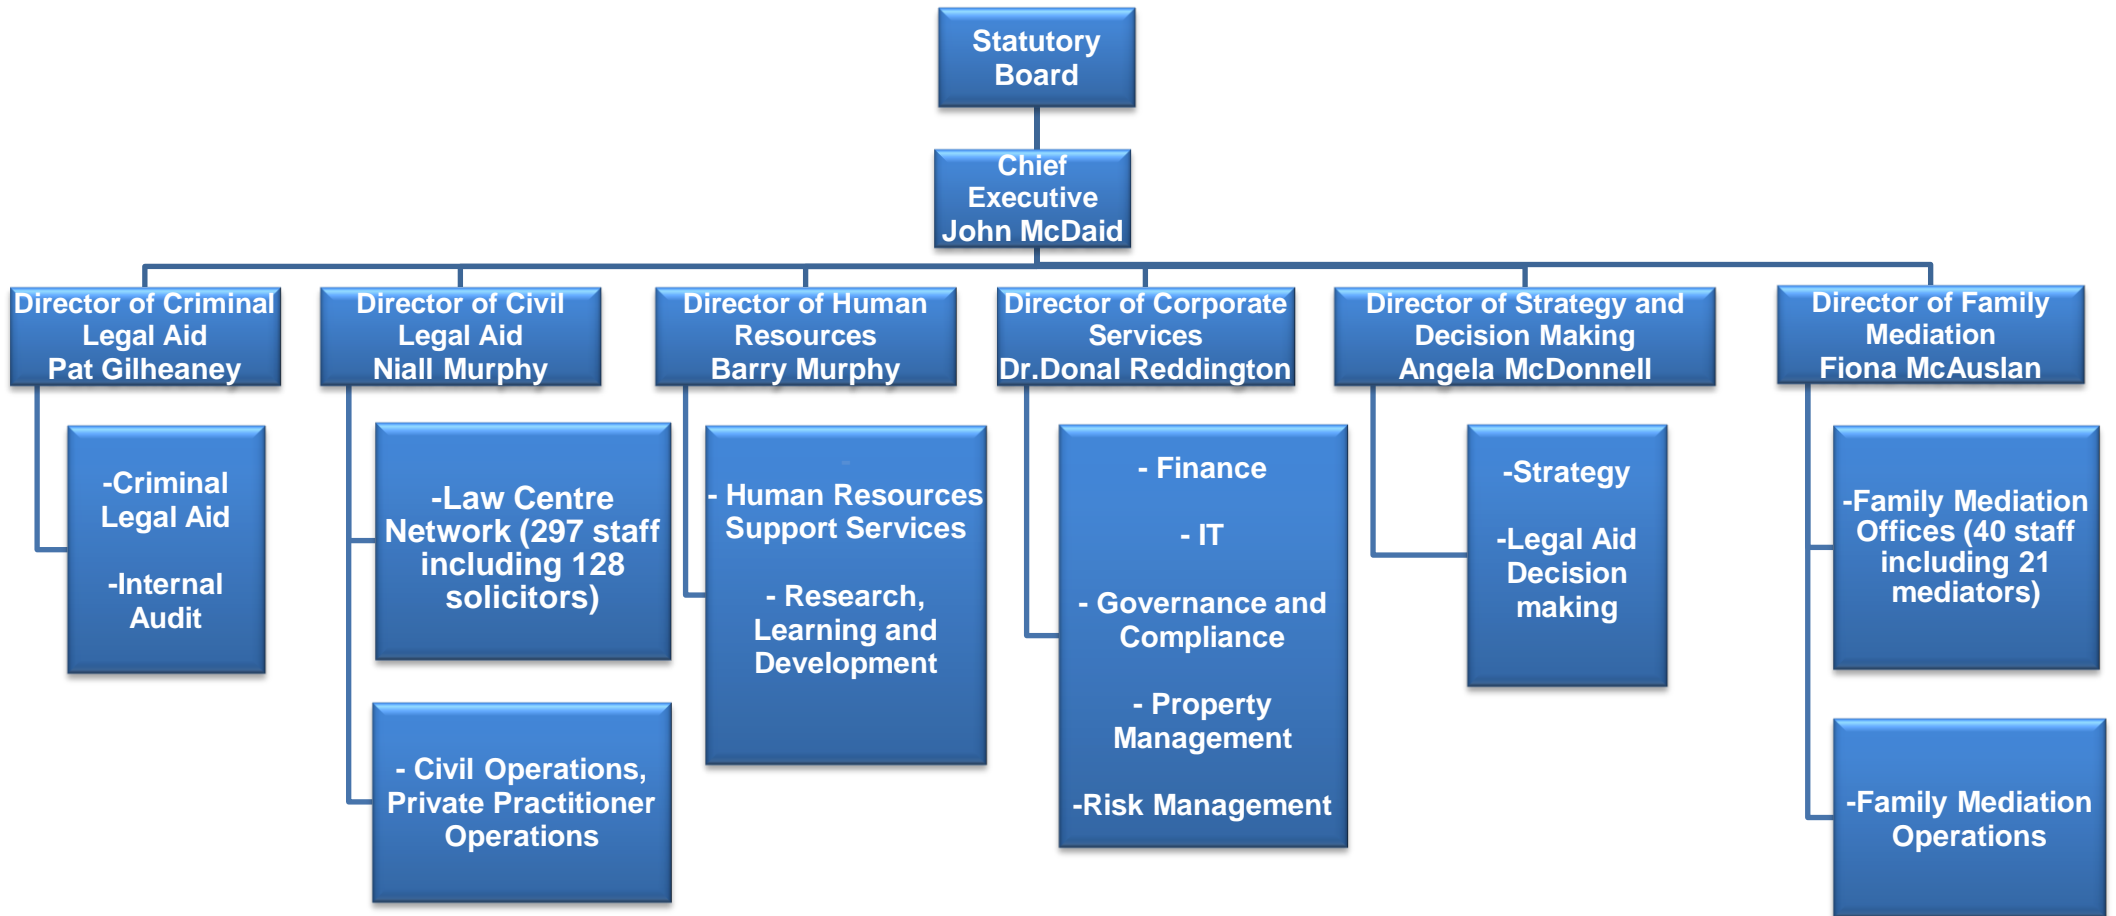 Statutory
Board
Chief
Executive
John McDaid
Director of Criminal
Legal Aid
Pat Gilheaney
Director of Civil
Legal Aid
Niall Murphy
Director of Human
Resources
Barry Murphy
Director of Corporate
Services
Dr.Donal Reddington
Director of Strategy and
Decision Making
Angela McDonnell
Director of Family
Mediation
Fiona McAuslan
-Criminal
Legal Aid
-Internal
Audit
-Law Centre
Network (297 staff
including 128
solicitors)
- Civil Operations,
Private Practitioner
Operations
-
- Human Resources
Support Services
- Research,
Learning and
Development
- Finance
- IT
- Governance and
Compliance
- Property
Management
-Risk Management
-Strategy
-Legal Aid
Decision
making
-Family Mediation
Offices (40 staff
including 21
mediators)
-Family Mediation
Operations